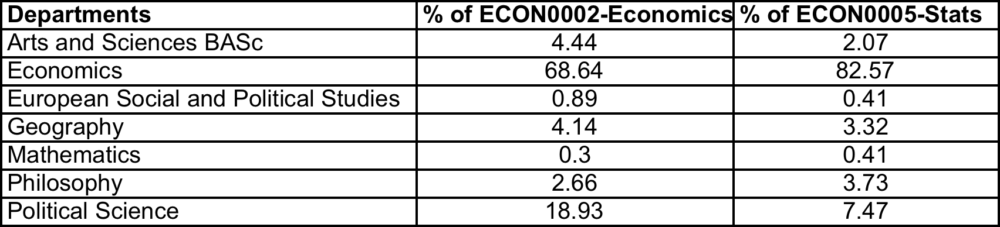 Departments % of ECON0002-Economics % of ECON0005-Stats
Arts and Sciences BASc 4.44 2.07
Economics 68.64 82.57
European Social and Political Studies 0.89 0.41
Geography 4.14 3.32
Mathematics 0.3 0.41
Philosophy 2.66 3.73
Political Science 18.93 7.47